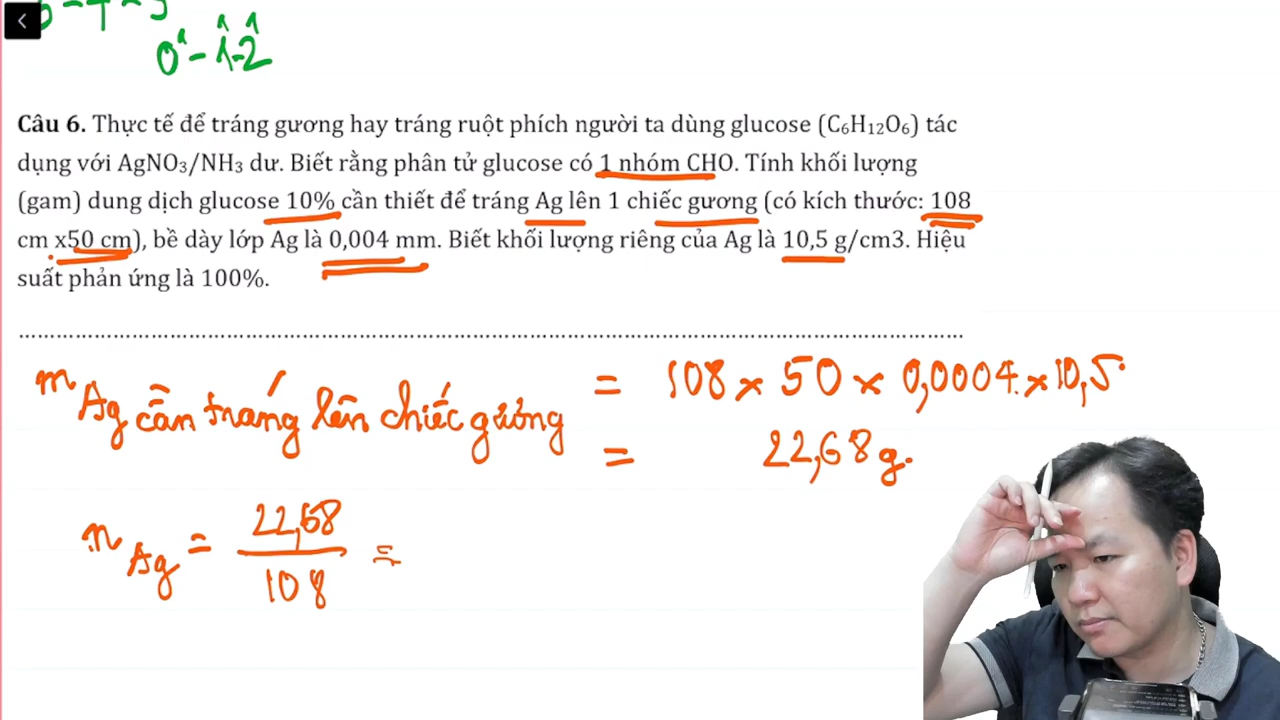 0 - 1 - 2
Câu 6. Thực tế để tráng gương hay tráng ruột phích người ta dùng glucose (C₆H₁₂O₆) tác
dụng với AgNO₃/NH₃ dư. Biết rằng phân tử glucose có 1 nhóm CHO. Tính khối lượng
(gam) dung dịch glucose 10% cần thiết để tráng Ag lên 1 chiếc gương (có kích thước: 108
cm x50 cm), bề dày lớp Ag là 0,004 mm. Biết khối lượng riêng của Ag là 10,5 g/cm3. Hiệu
suất phản ứng là 100%.
m Ag cần tráng lên chiếc gương = 108 x 50 x 0,0004 x 10,5
= 22,68 g.
n Ag = 22,68 / 108 =